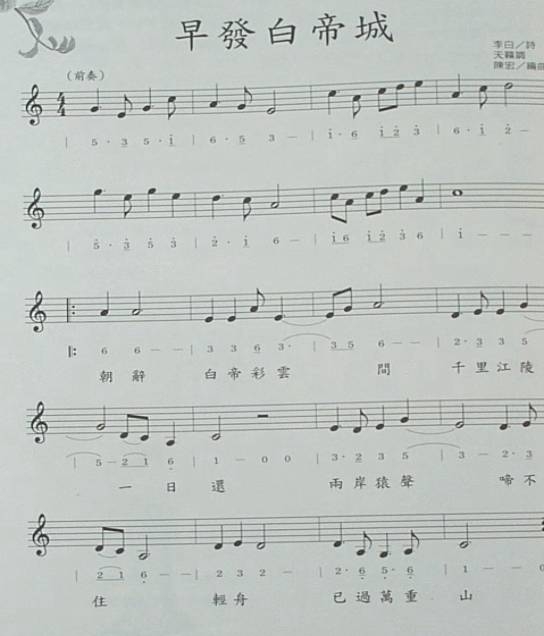 早發白帝城
李白／詩
天籟調
陳宏／編曲
（前奏）
4
4
| 5· 3 5· i | 6· 5 3 – | i· 6 i 2 3 | 6· i 2 –
| 5· 3 5 3 | 2· i 6 – | i 6 i 2 3 6 | i – – –
‖: 6 6 – – | 3 3 6 3· | 3 5 6 – – | 2· 3 3 5
朝 辭 白 帝 彩 雲 間 千 里 江 陵
| 5 – 2 1 6 | 1 – 0 0 | 3· 2 3 5 | 3 – 2· 3
一 日 還 兩 岸 猿 聲 啼 不
| 2 1 6 – – | 2 3 2 – | 2· 6 5· 6 | 2 – –
住 輕 舟 已 過 萬 重 山